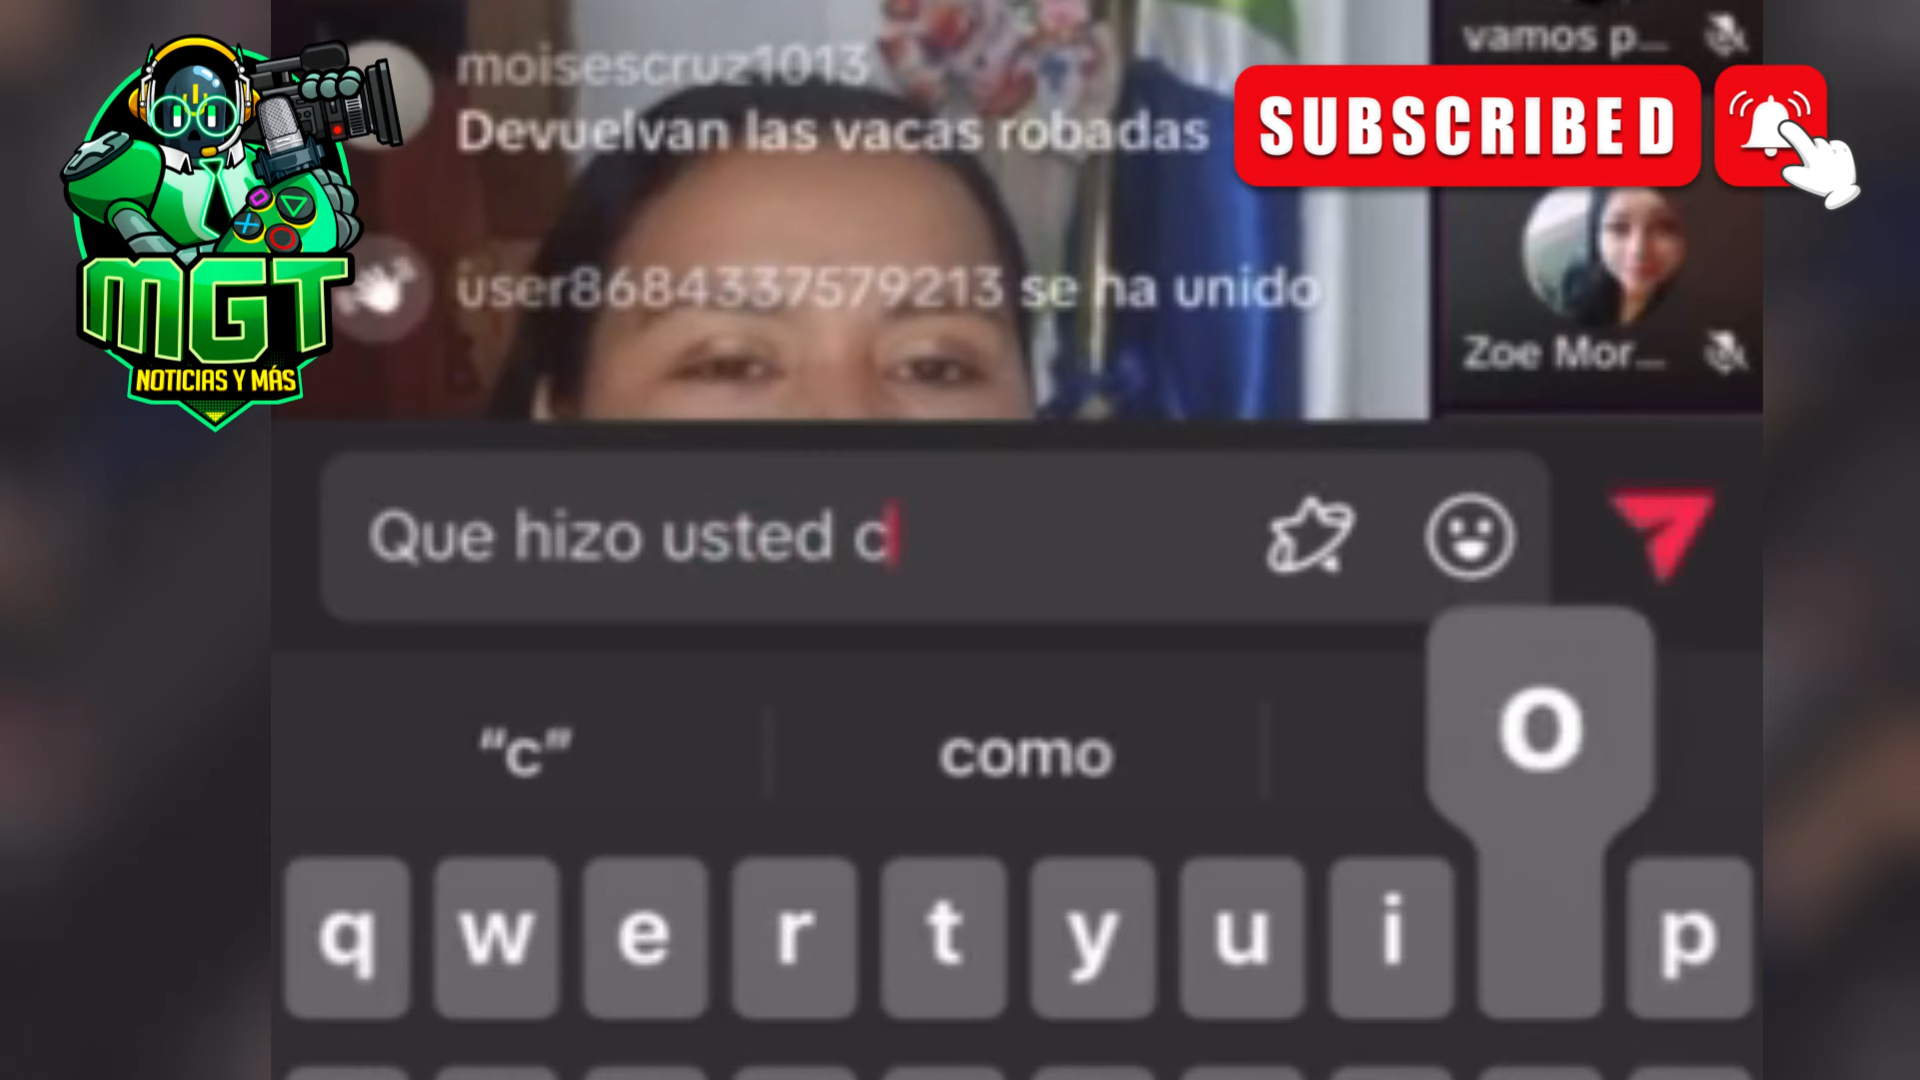 moisescruz1013
Devuelvan las vacas robadas
user8684337579213 se ha unido
vamos p...
SUBSCRIBED
Zoe Mor...
MGT
NOTICIAS Y MÁS
Que hizo usted c
"c"
como
O
q w e r t y u i p